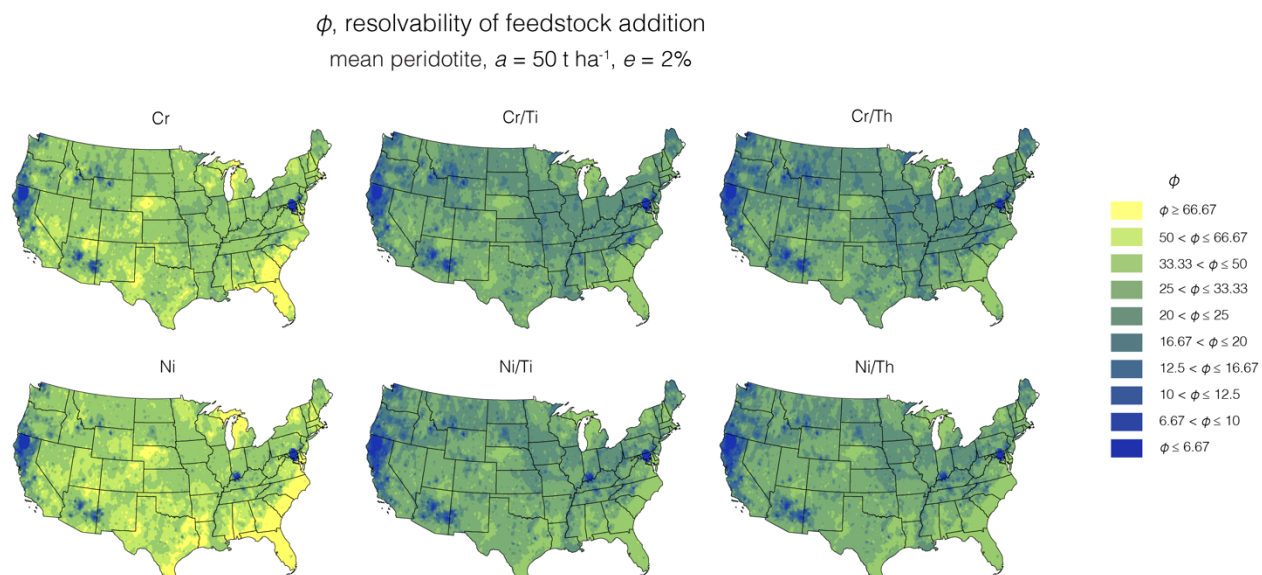 ϕ, resolvability of feedstock addition
mean peridotite, a = 50 t ha⁻¹, e = 2%
Cr
Cr/Ti
Cr/Th
Ni
Ni/Ti
Ni/Th
ϕ
ϕ ≥ 66.67
50 < ϕ ≤ 66.67
33.33 < ϕ ≤ 50
25 < ϕ ≤ 33.33
20 < ϕ ≤ 25
16.67 < ϕ ≤ 20
12.5 < ϕ ≤ 16.67
10 < ϕ ≤ 12.5
6.67 < ϕ ≤ 10
ϕ ≤ 6.67